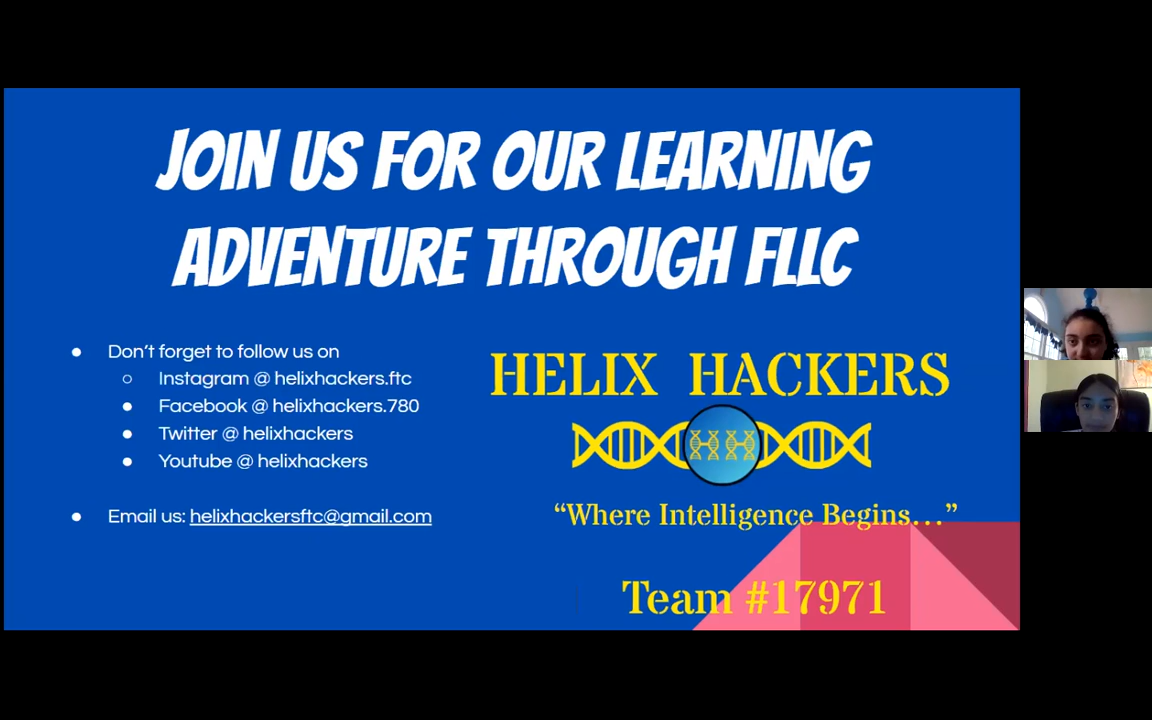 JOIN US FOR OUR LEARNING
ADVENTURE THROUGH FLLC
Don't forget to follow us on
Instagram @ helixhackers.ftc
Facebook @ helixhackers.780
Twitter @ helixhackers
Youtube @ helixhackers
Email us: helixhackersftc@gmail.com
HELIX HACKERS
“Where Intelligence Begins...”
Team #17971